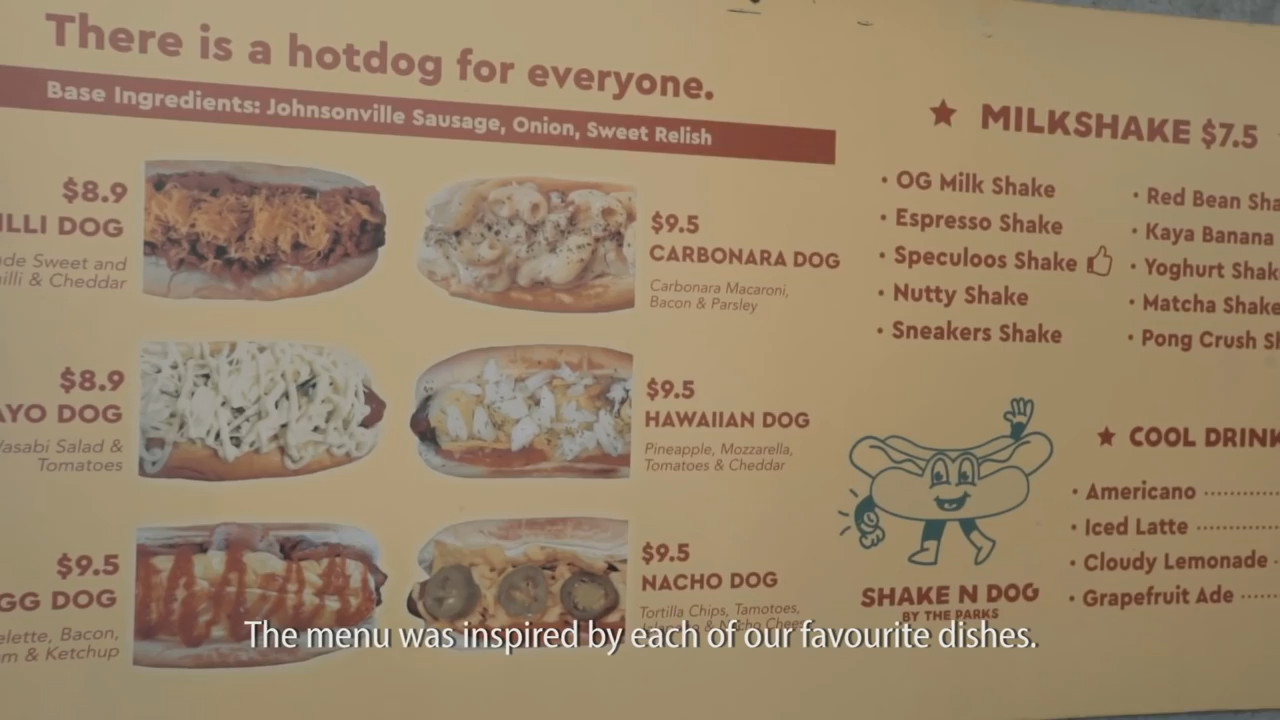 There is a hotdog for everyone.
Base Ingredients: Johnsonville Sausage, Onion, Sweet Relish
$8.9
ILLI DOG
de Sweet and
illi & Cheddar
$9.5
CARBONARA DOG
Carbonara Macaroni,
Bacon & Parsley
$8.9
AYO DOG
Wasabi Salad &
Tomatoes
$9.5
HAWAIIAN DOG
Pineapple, Mozzarella,
Tomatoes & Cheddar
$9.5
GG DOG
elette, Bacon,
m & Ketchup
$9.5
NACHO DOG
Tortilla Chips, Tamotoes,
& Nacho Cheese
★ MILKSHAKE $7.5
• OG Milk Shake
• Espresso Shake
• Speculoos Shake
• Nutty Shake
• Sneakers Shake
• Red Bean Sha
• Kaya Banana
• Yoghurt Shak
• Matcha Shake
• Pong Crush Sh
★ COOL DRINK
• Americano
• Iced Latte
• Cloudy Lemonade
• Grapefruit Ade
SHAKE N DOG
BY THE PARKS
The menu was inspired by each of our favourite dishes.